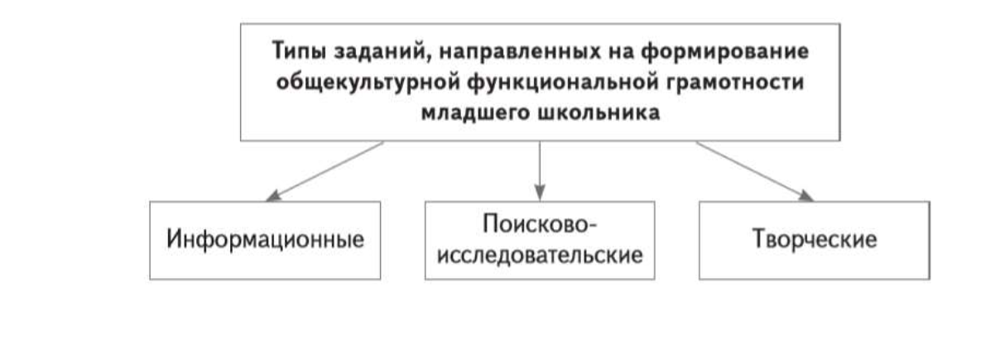 Типы заданий, направленных на формирование
общекультурной функциональной грамотности
младшего школьника
Информационные
Поисково-
исследовательские
Творческие